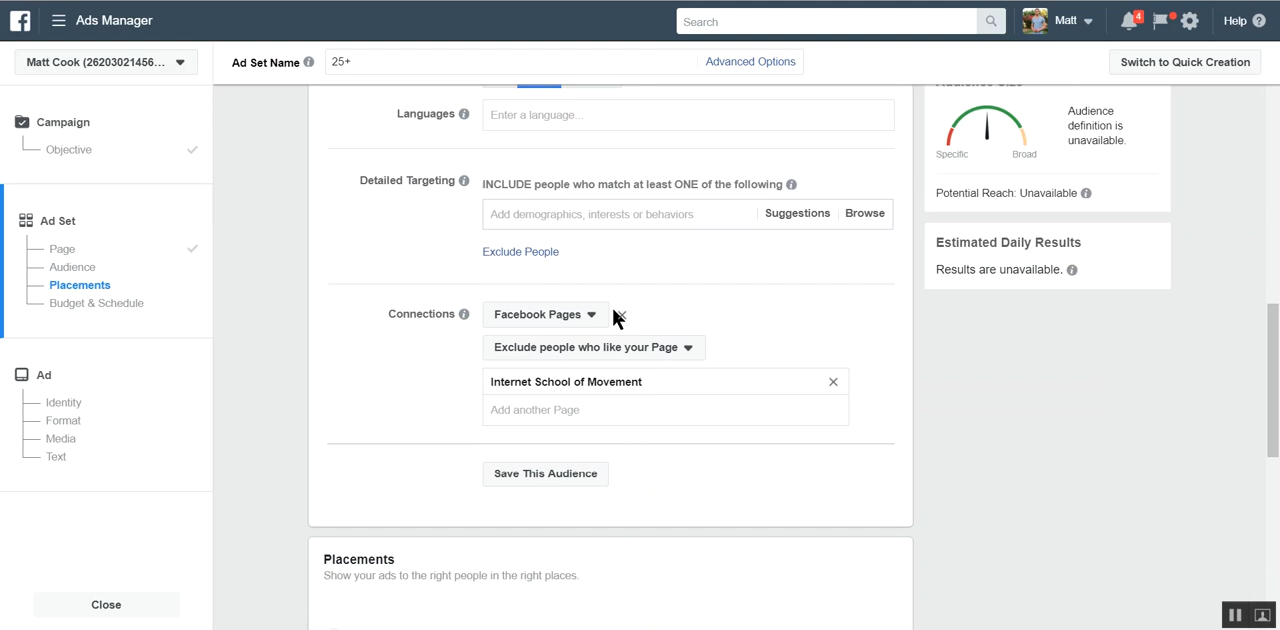 Ads Manager
Search
Matt
4
Help
Matt Cook (26203021456...
Ad Set Name
25+
Advanced Options
Switch to Quick Creation
Campaign
Objective
Ad Set
Page
Audience
Placements
Budget & Schedule
Ad
Identity
Format
Media
Text
Close
Languages
Enter a language...
Detailed Targeting
INCLUDE people who match at least ONE of the following
Add demographics, interests or behaviors
Suggestions
Browse
Exclude People
Connections
Facebook Pages
Exclude people who like your Page
Internet School of Movement
Add another Page
Save This Audience
Placements
Show your ads to the right people in the right places.
Audience Size
Specific
Broad
Audience
definition is
unavailable.
Potential Reach: Unavailable
Estimated Daily Results
Results are unavailable.